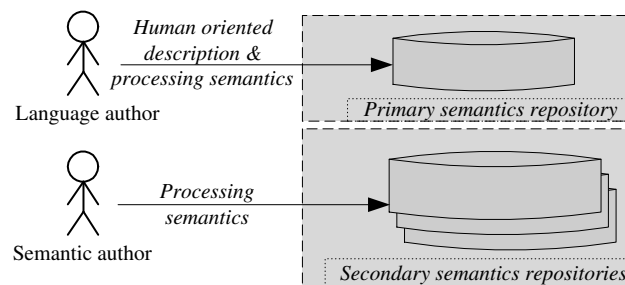 Human oriented
description &
processing semantics
Language author
Primary semantics repository
Processing
semantics
Semantic author
Secondary semantics repositories